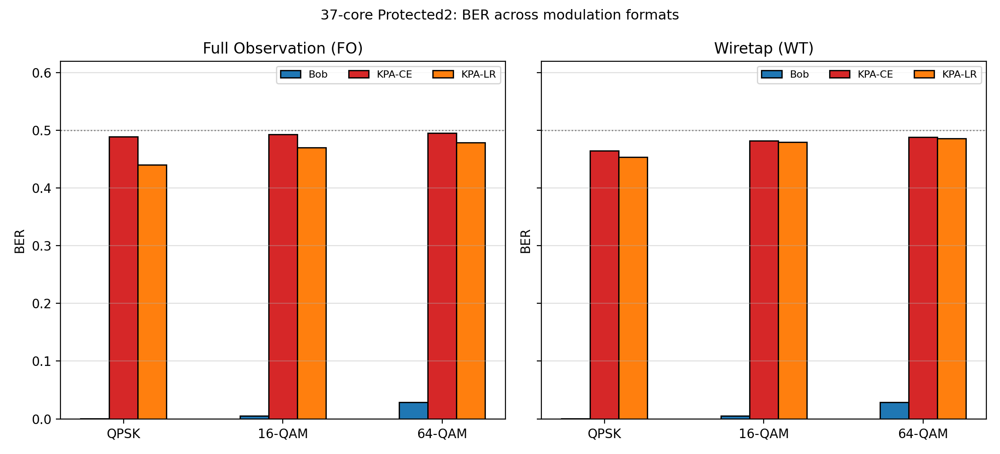 37-core Protected2: BER across modulation formats
Full Observation (FO)
Bob KPA-CE KPA-LR
BER
0.6
0.5
0.4
0.3
0.2
0.1
0.0
QPSK 16-QAM 64-QAM
Wiretap (WT)
Bob KPA-CE KPA-LR
BER
QPSK 16-QAM 64-QAM